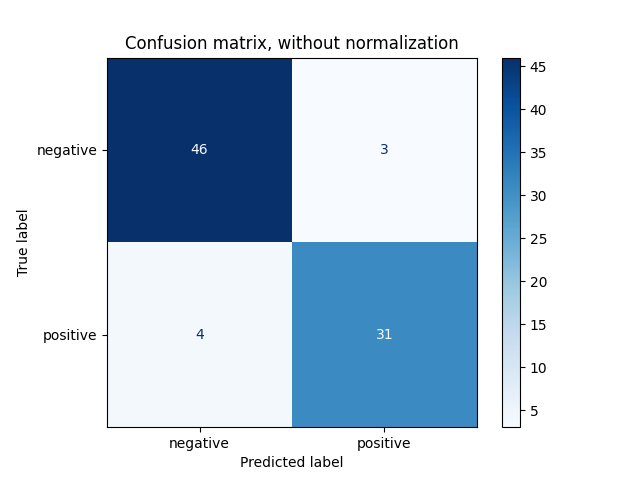 Confusion matrix, without normalization
negative
46
3
positive
4
31
negative
positive
True label
Predicted label
45
40
35
30
25
20
15
10
5